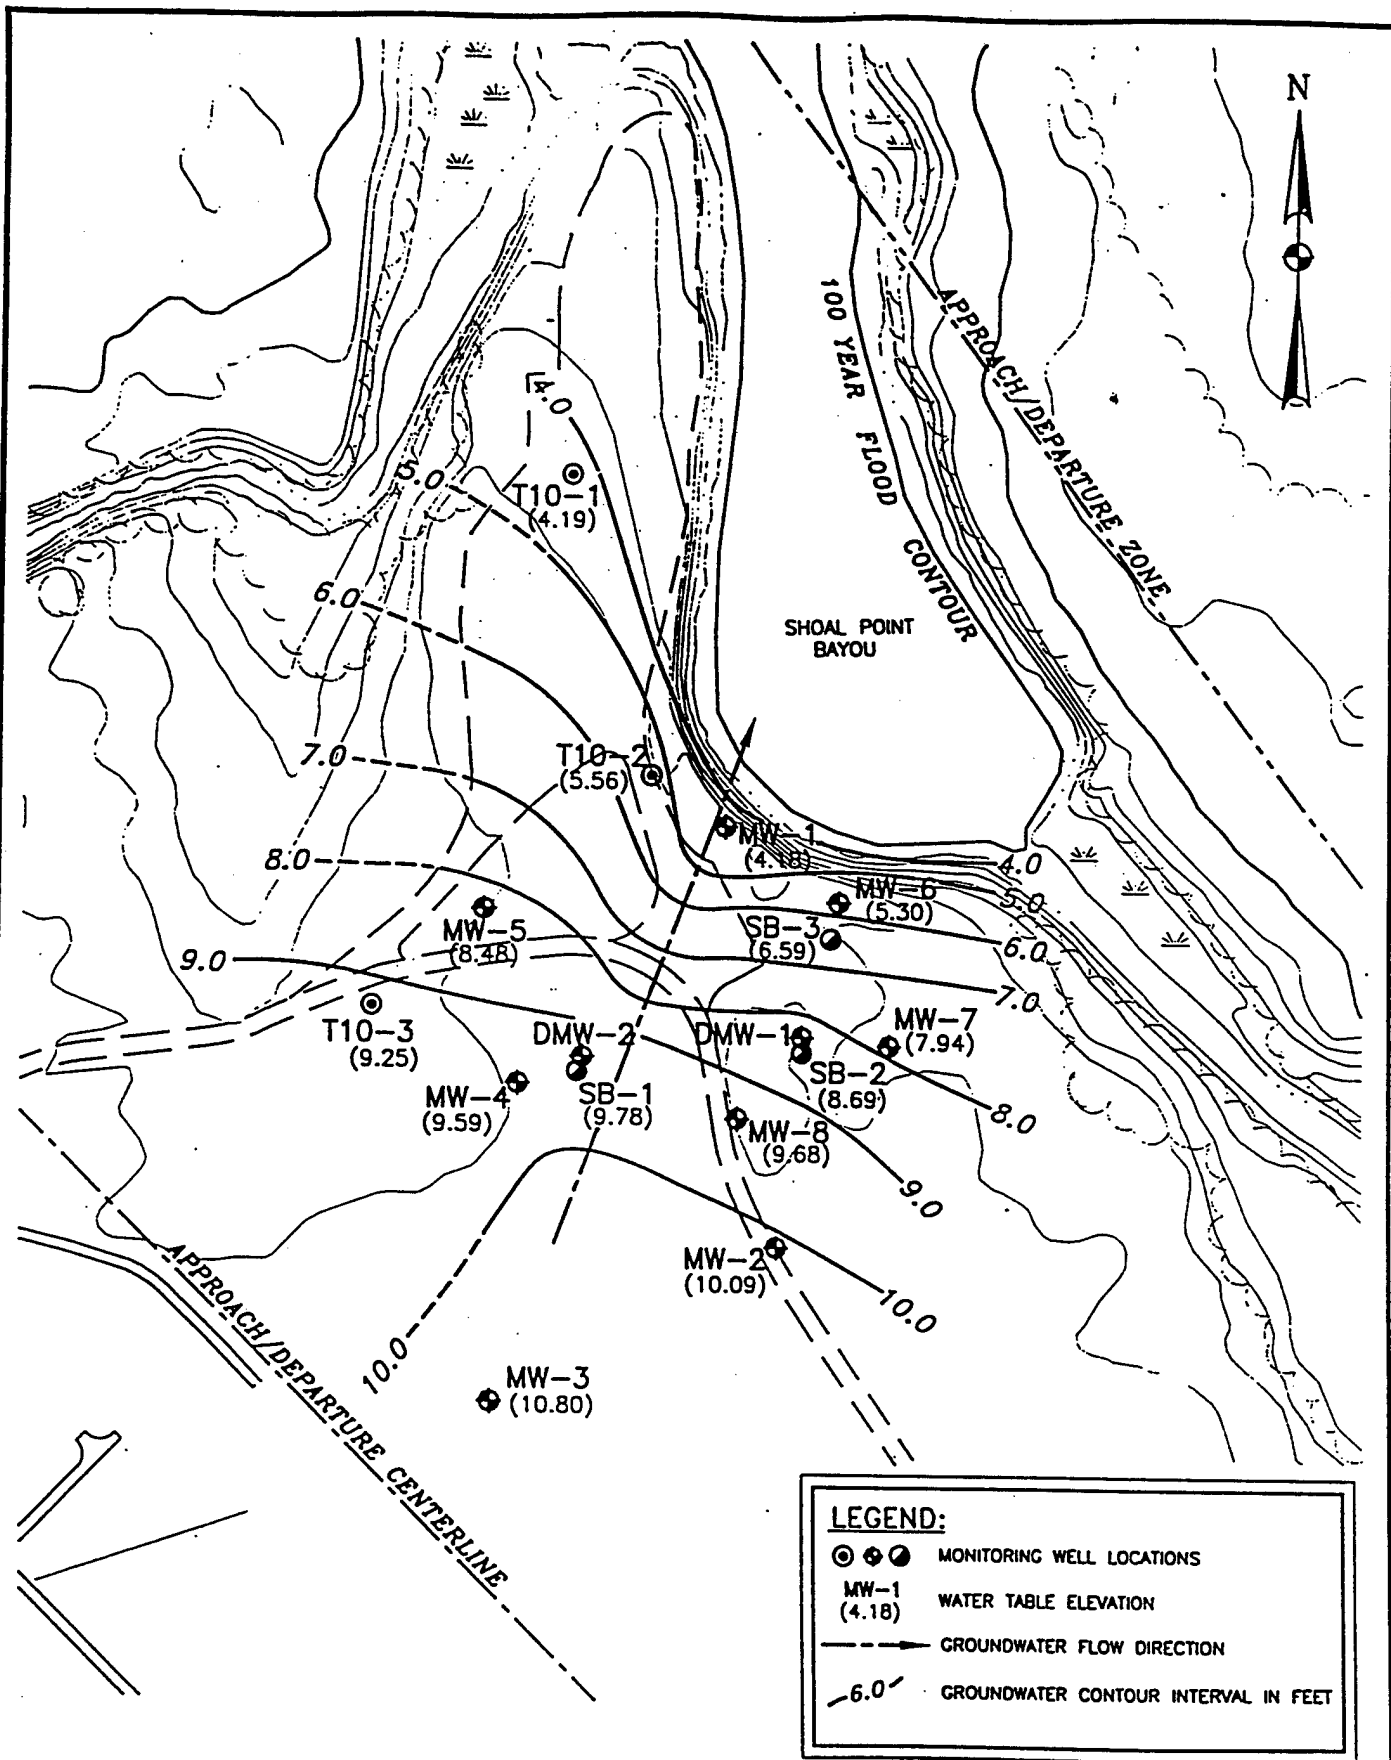 N
100 YEAR FLOOD CONTOUR
APPROACH/DEPARTURE ZONE
4.0
5.0
T10-1
(4.19)
6.0
SHOAL POINT
BAYOU
7.0
T10-2
(5.56)
MW-1
(4.18)
8.0
4.0
MW-6
(5.30)
5.0
MW-5
(8.48)
SB-3
(6.59)
6.0
9.0
7.0
T10-3
(9.25)
DMW-2
DMW-1
MW-7
(7.94)
MW-4
(9.59)
SB-1
(9.78)
SB-2
(8.69)
8.0
MW-8
(9.68)
9.0
MW-2
(10.09)
10.0
10.0
APPROACH/DEPARTURE CENTERLINE
MW-3
(10.80)
LEGEND:
MONITORING WELL LOCATIONS
MW-1
(4.18)
WATER TABLE ELEVATION
GROUNDWATER FLOW DIRECTION
6.0
GROUNDWATER CONTOUR INTERVAL IN FEET